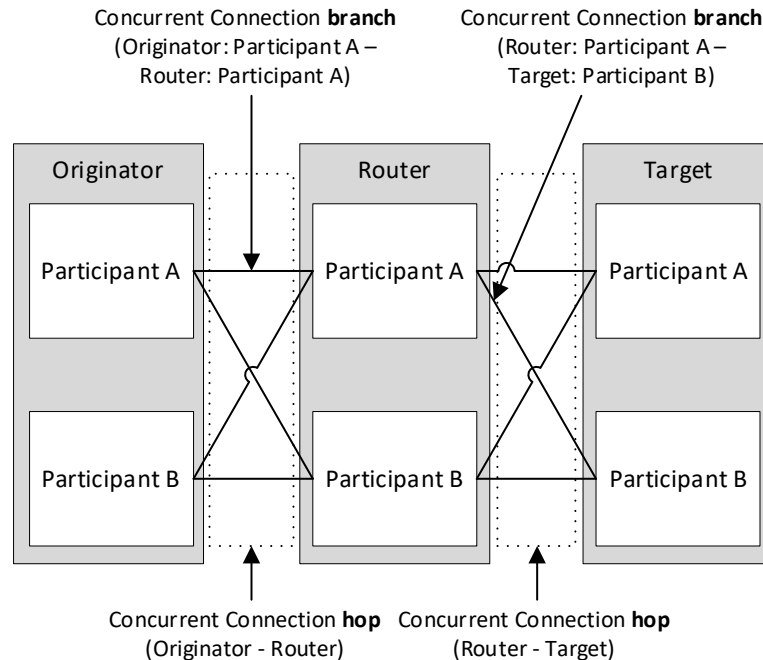 Concurrent Connection branch
(Originator: Participant A –
Router: Participant A)
Concurrent Connection branch
(Router: Participant A –
Target: Participant B)
Originator
Router
Target
Participant A
Participant A
Participant A
Participant B
Participant B
Participant B
Concurrent Connection hop
(Originator - Router)
Concurrent Connection hop
(Router - Target)